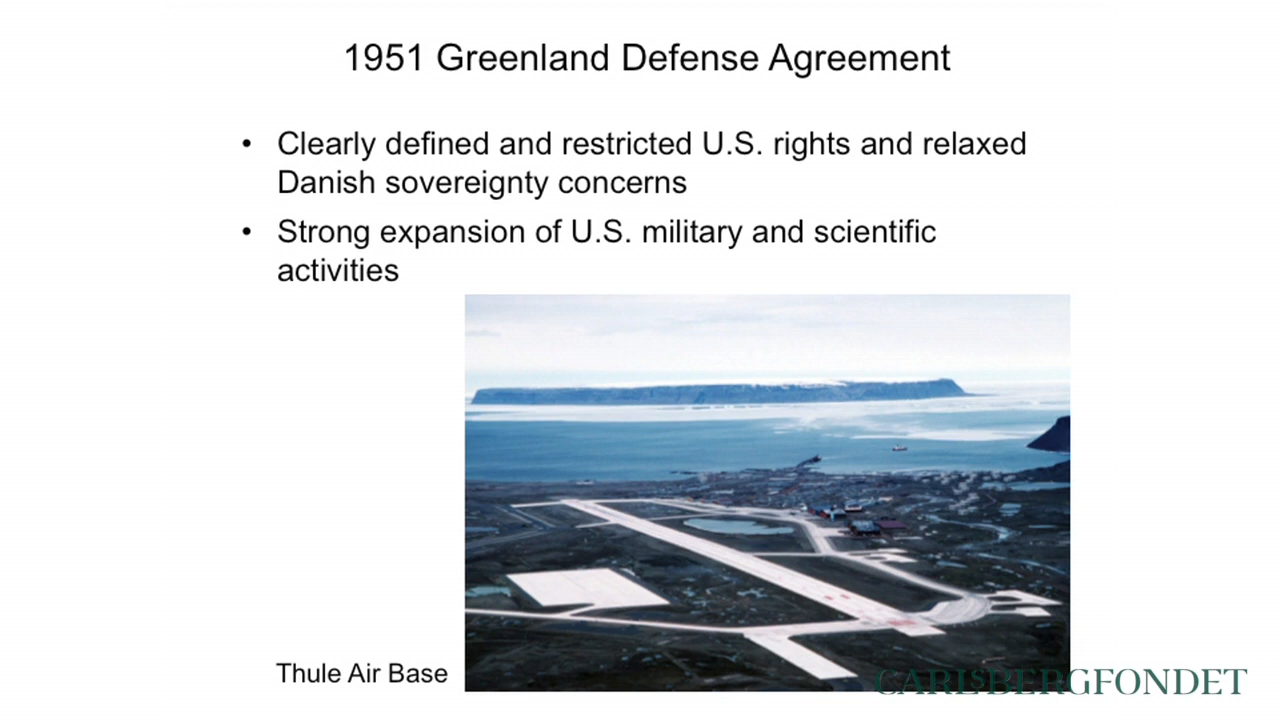 1951 Greenland Defense Agreement
• Clearly defined and restricted U.S. rights and relaxed
Danish sovereignty concerns
• Strong expansion of U.S. military and scientific
activities
Thule Air Base
CARLSBERGFONDET